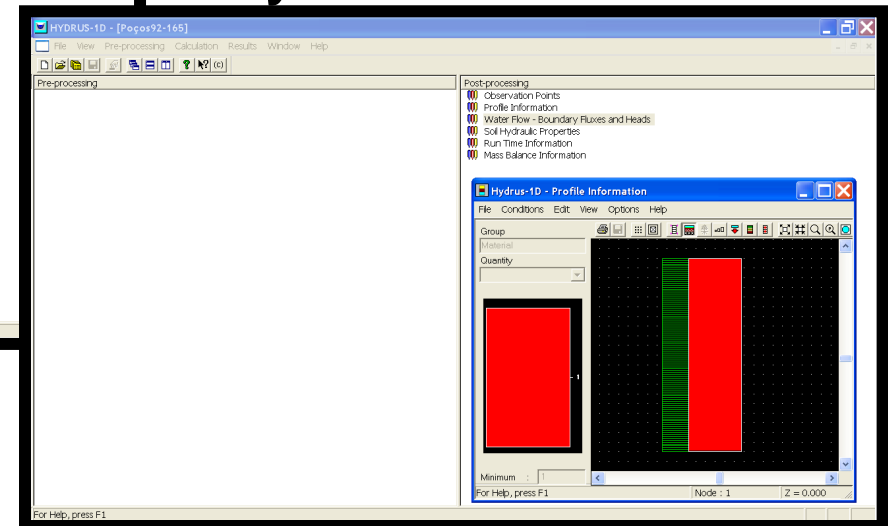 HYDRUS-1D - [Poços92-165]
File View Pre-processing Calculation Results Window Help
Pre-processing
Post-processing
Observation Points
Profile Information
Water Flow - Boundary Fluxes and Heads
Soil Hydraulic Properties
Run Time Information
Mass Balance Information
Hydrus-1D - Profile Information
File Conditions Edit View Options Help
Group
Material
Quantity
1
Minimum : 1
For Help, press F1
Node : 1
Z = 0.000
For Help, press F1